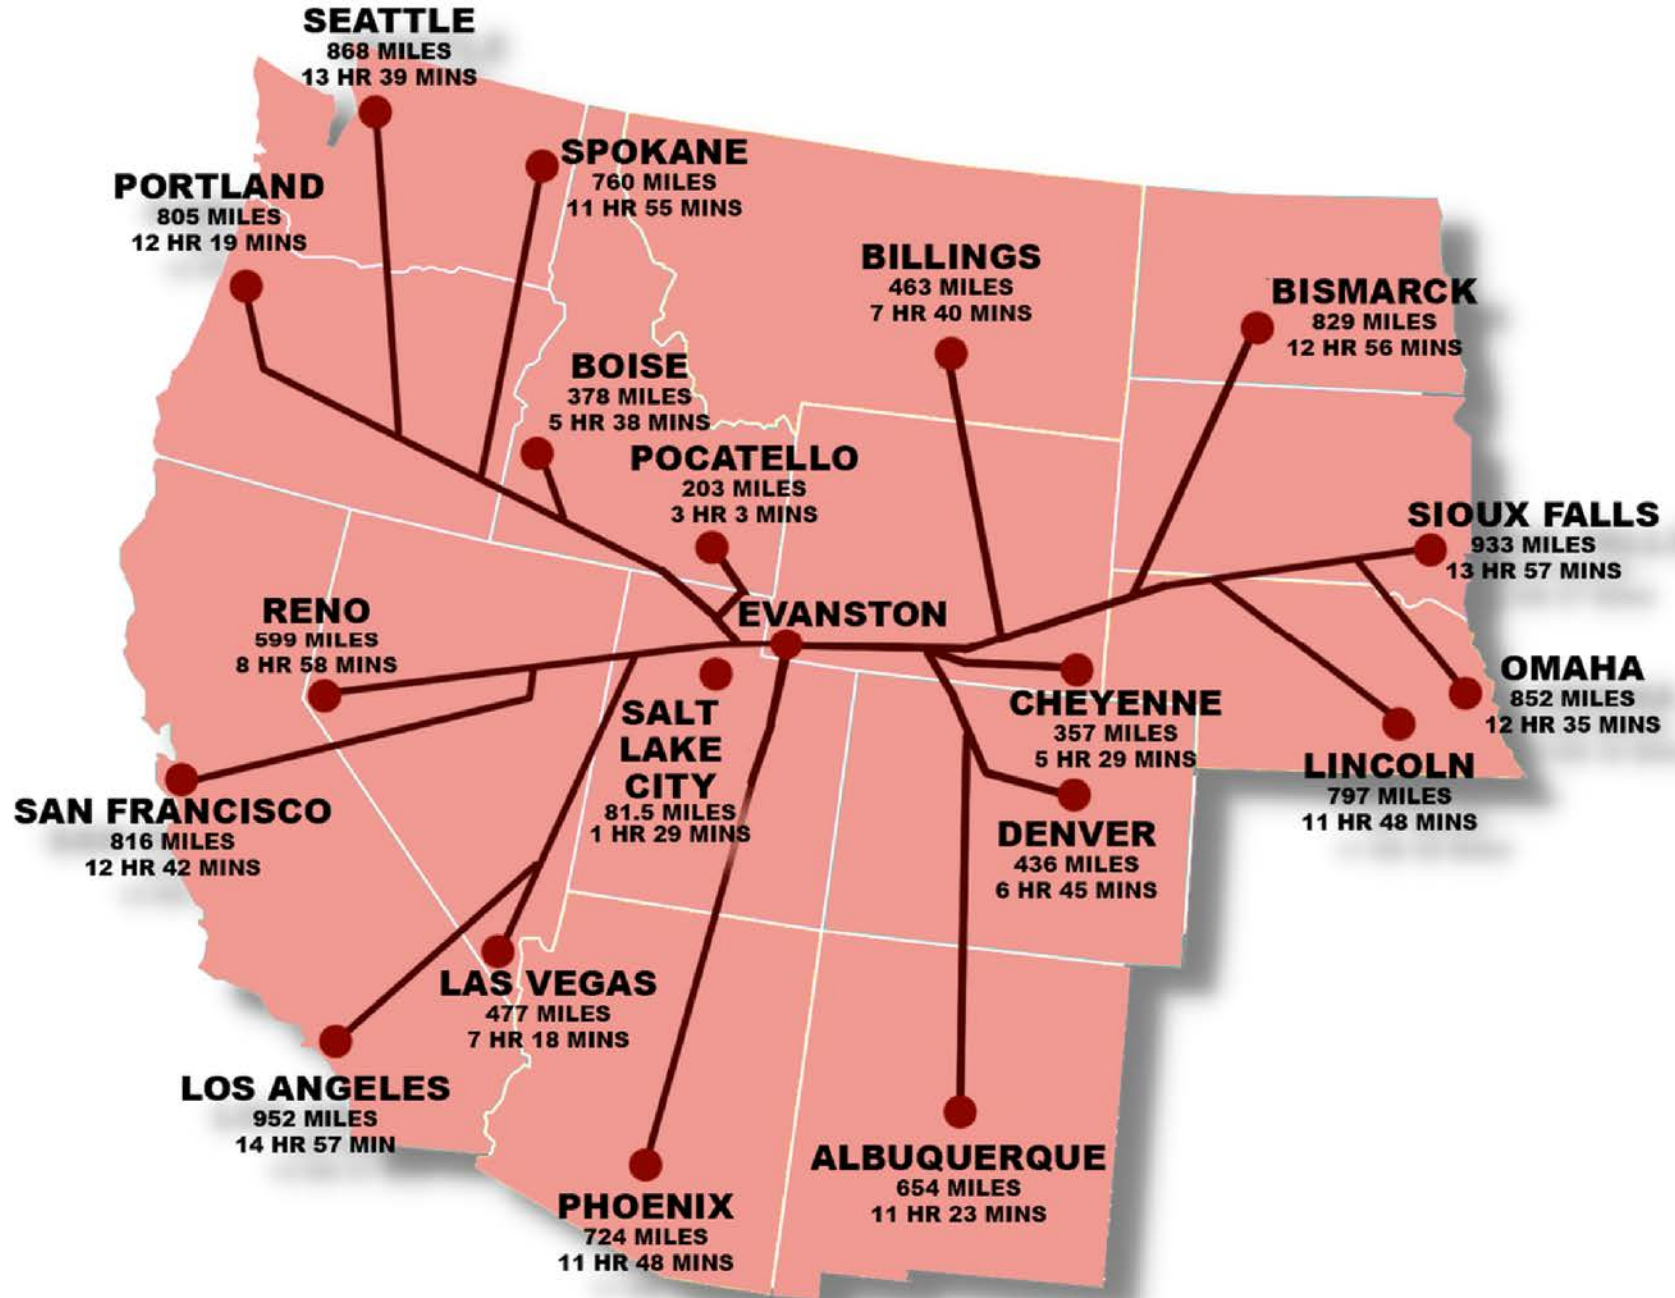 SEATTLE
868 MILES
13 HR 39 MINS
SPOKANE
760 MILES
11 HR 55 MINS
PORTLAND
805 MILES
12 HR 19 MINS
BILLINGS
463 MILES
7 HR 40 MINS
BISMARCK
829 MILES
12 HR 56 MINS
BOISE
378 MILES
5 HR 38 MINS
POCATELLO
203 MILES
3 HR 3 MINS
SIOUX FALLS
933 MILES
13 HR 57 MINS
RENO
599 MILES
8 HR 58 MINS
EVANSTON
OMAHA
852 MILES
12 HR 35 MINS
CHEYENNE
357 MILES
5 HR 29 MINS
SALT
LAKE
CITY
81.5 MILES
1 HR 29 MINS
LINCOLN
797 MILES
11 HR 48 MINS
SAN FRANCISCO
816 MILES
12 HR 42 MINS
DENVER
436 MILES
6 HR 45 MINS
LAS VEGAS
477 MILES
7 HR 18 MINS
LOS ANGELES
952 MILES
14 HR 57 MIN
ALBUQUERQUE
654 MILES
11 HR 23 MINS
PHOENIX
724 MILES
11 HR 48 MINS